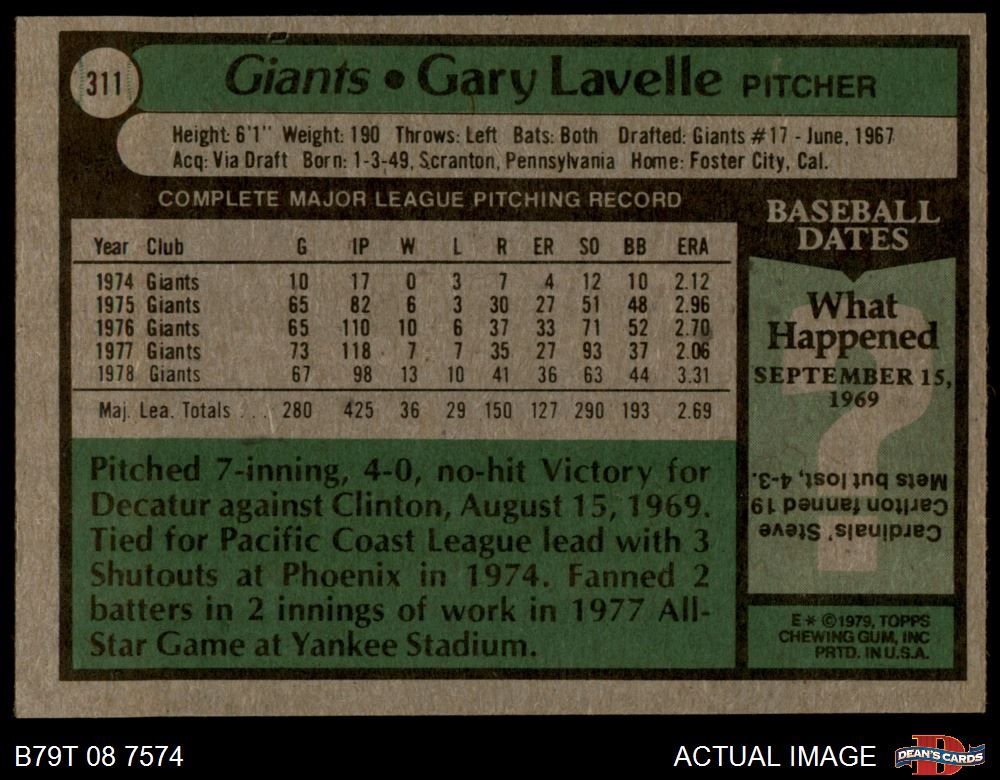 311
Giants • Gary Lavelle PITCHER
Height: 6'1" Weight: 190 Throws: Left Bats: Both Drafted: Giants #17 - June, 1967
Acq: Via Draft Born: 1-3-49, Scranton, Pennsylvania Home: Foster City, Cal.
COMPLETE MAJOR LEAGUE PITCHING RECORD
Year Club G IP W L R ER SO BB ERA
1974 Giants 10 17 0 3 7 4 12 10 2.12
1975 Giants 65 82 6 3 30 27 51 48 2.96
1976 Giants 65 110 10 6 37 33 71 52 2.70
1977 Giants 73 118 7 7 35 27 93 37 2.06
1978 Giants 67 98 13 10 41 36 63 44 3.31
Maj. Lea. Totals . . . 280 425 36 29 150 127 290 193 2.69
Pitched 7-inning, 4-0, no-hit Victory for
Decatur against Clinton, August 15, 1969.
Tied for Pacific Coast League lead with 3
Shutouts at Phoenix in 1974. Fanned 2
batters in 2 innings of work in 1977 All-
Star Game at Yankee Stadium.
BASEBALL
DATES
What
Happened
SEPTEMBER 15,
1969
?
Cardinals' Steve
Carlton fanned 19
Mets but lost, 4-3.
E* ©1979, TOPPS
CHEWING GUM, INC
PRTD. IN U.S.A.
B79T 08 7574
ACTUAL IMAGE
D
DEAN'S CARDS